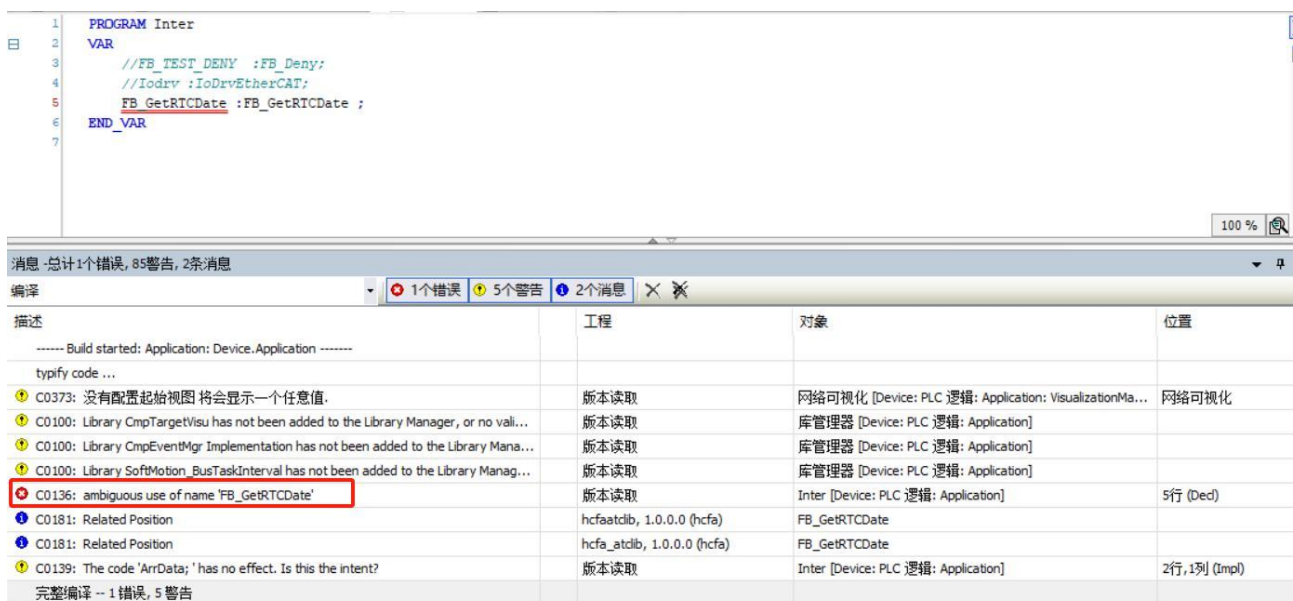 1 PROGRAM Inter
2 VAR
3 //FB_TEST_DENY :FB_Deny;
4 //Iodrv :IoDrvEtherCAT;
5 FB_GetRTCDate :FB_GetRTCDate ;
6 END_VAR
7
100 %
消息 -总计1个错误, 85警告, 2条消息
编译 1个错误 5个警告 2个消息
描述 工程 对象 位置
------ Build started: Application: Device.Application -------
typify code ...
C0373: 没有配置起始视图 将会显示一个任意值. 版本读取 网络可视化 [Device: PLC 逻辑: Application: VisualizationMa... 网络可视化
C0100: Library CmpTargetVisu has not been added to the Library Manager, or no vali... 版本读取 库管理器 [Device: PLC 逻辑: Application]
C0100: Library CmpEventMgr Implementation has not been added to the Library Mana... 版本读取 库管理器 [Device: PLC 逻辑: Application]
C0100: Library SoftMotion_BusTaskInterval has not been added to the Library Manag... 版本读取 库管理器 [Device: PLC 逻辑: Application]
C0136: ambiguous use of name 'FB_GetRTCDate' 版本读取 Inter [Device: PLC 逻辑: Application] 5行 (Decl)
C0181: Related Position hcfaatclib, 1.0.0.0 (hcfa) FB_GetRTCDate
C0181: Related Position hcfa_atclib, 1.0.0.0 (hcfa) FB_GetRTCDate
C0139: The code 'ArrData; ' has no effect. Is this the intent? 版本读取 Inter [Device: PLC 逻辑: Application] 2行, 1列 (Impl)
完整编译 -- 1 错误, 5 警告